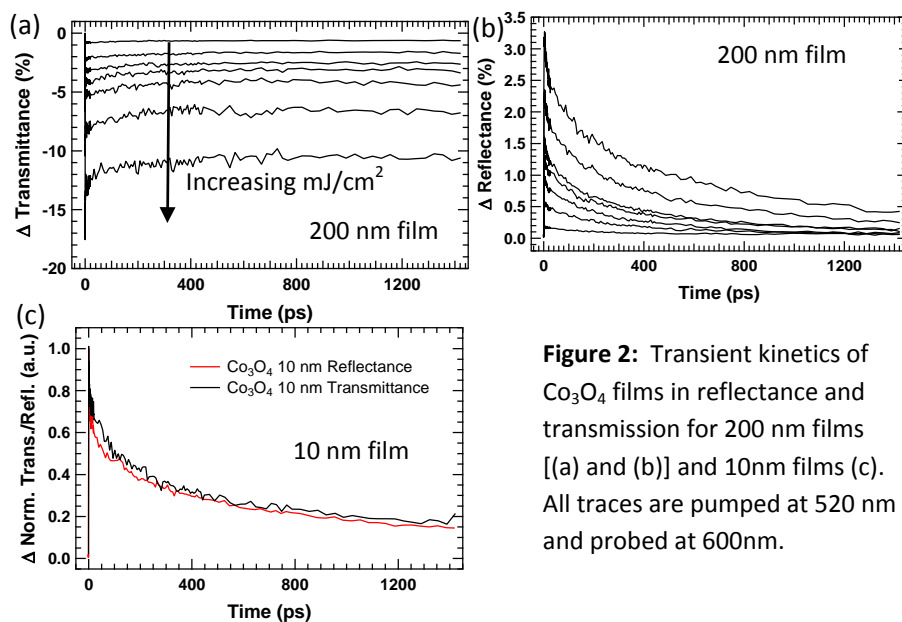 (a)
0
-5
-10
-15
-20
Δ Transmittance (%)
Increasing mJ/cm²
200 nm film
0
400
800
1200
Time (ps)
(b)
3.5
3.0
2.5
2.0
1.5
1.0
0.5
0.0
Δ Reflectance (%)
200 nm film
0
400
800
1200
Time (ps)
(c)
1.0
0.8
0.6
0.4
0.2
0.0
Δ Norm. Trans./Refl. (a.u.)
Co₃O₄ 10 nm Reflectance
Co₃O₄ 10 nm Transmittance
10 nm film
0
400
800
1200
Time (ps)
Figure 2: Transient kinetics of
Co₃O₄ films in reflectance and
transmission for 200 nm films
[(a) and (b)] and 10nm films (c).
All traces are pumped at 520 nm
and probed at 600nm.